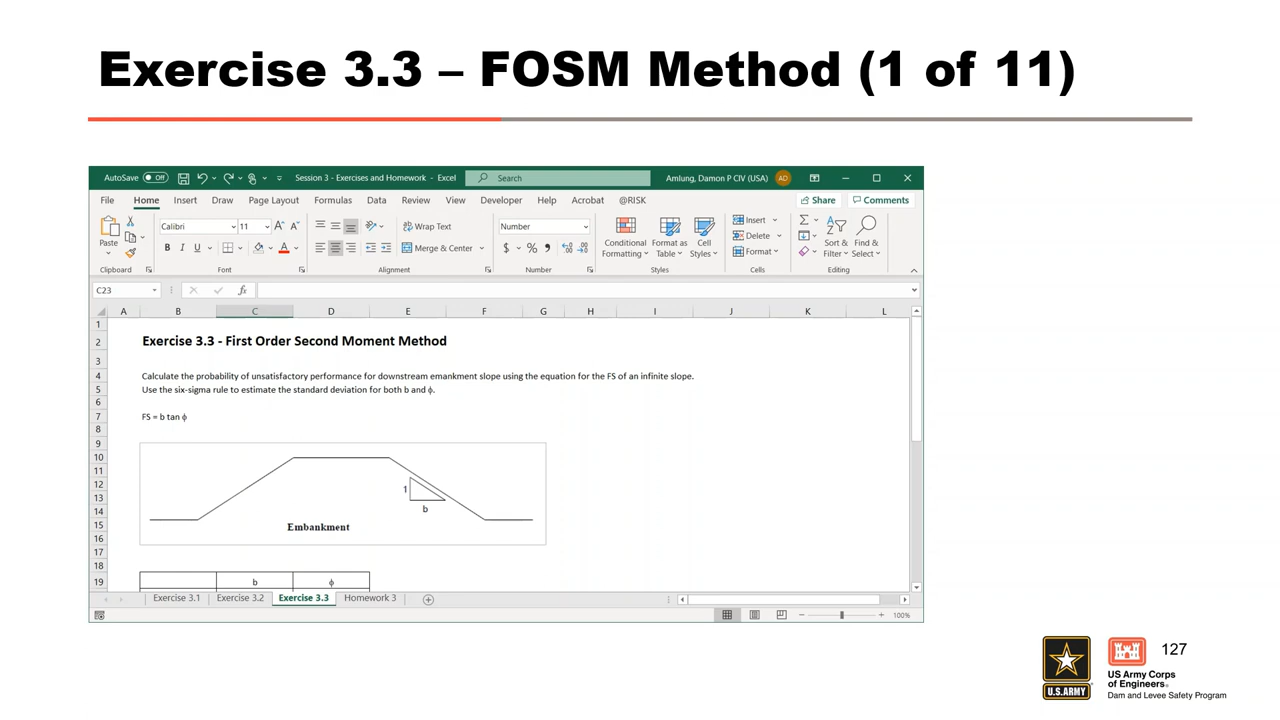 Exercise 3.3 – FOSM Method (1 of 11)
AutoSave Off Session 3 - Exercises and Homework - Excel Search Amlung, Damon P CIV (USA) AD
File Home Insert Draw Page Layout Formulas Data Review View Developer Help Acrobat @RISK Share Comments
Paste Calibri 11 A A Wrap Text Number Insert
B I U A Merge & Center $ % Conditional Formatting Format as Table Cell Styles Delete Sort & Filter Find & Select
Format
Clipboard Font Alignment Number Styles Cells Editing
C23 fx
A B C D E F G H I J K L
1
2 Exercise 3.3 - First Order Second Moment Method
3
4 Calculate the probability of unsatisfactory performance for downstream emankment slope using the equation for the FS of an infinite slope.
5 Use the six-sigma rule to estimate the standard deviation for both b and ϕ.
6
7 FS = b tan ϕ
8
9
10
11
12 1
13
14 b
15 Embankment
16
17
18
19 b ϕ
Exercise 3.1 Exercise 3.2 Exercise 3.3 Homework 3
100%
U.S.ARMY
US Army Corps
of Engineers®
Dam and Levee Safety Program
127